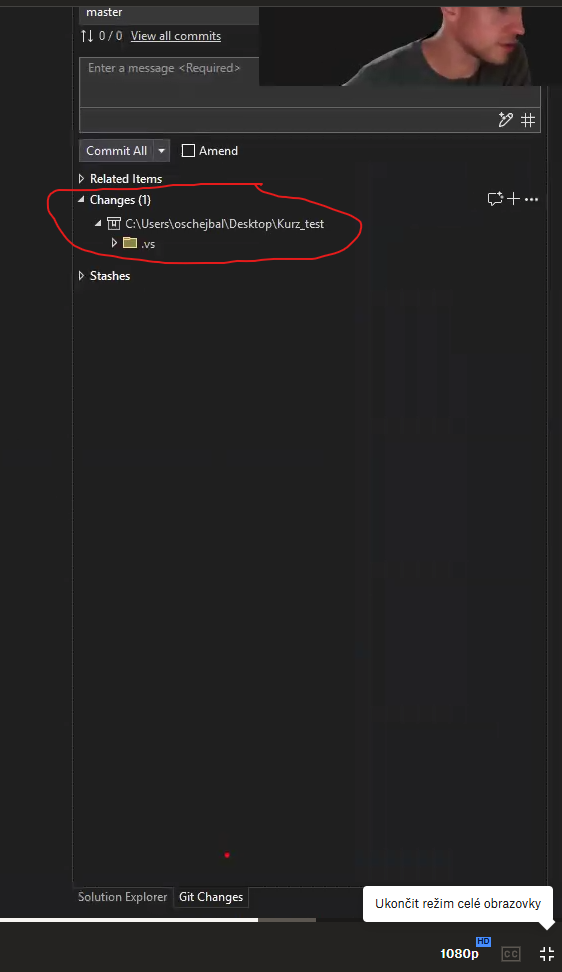 master
0 / 0 View all commits
Enter a message <Required>
Commit All Amend
Related Items
Changes (1)
C:\Users\oschejbal\Desktop\Kurz_test
.vs
Stashes
Solution Explorer Git Changes
Ukončit režim celé obrazovky
1080p HD CC